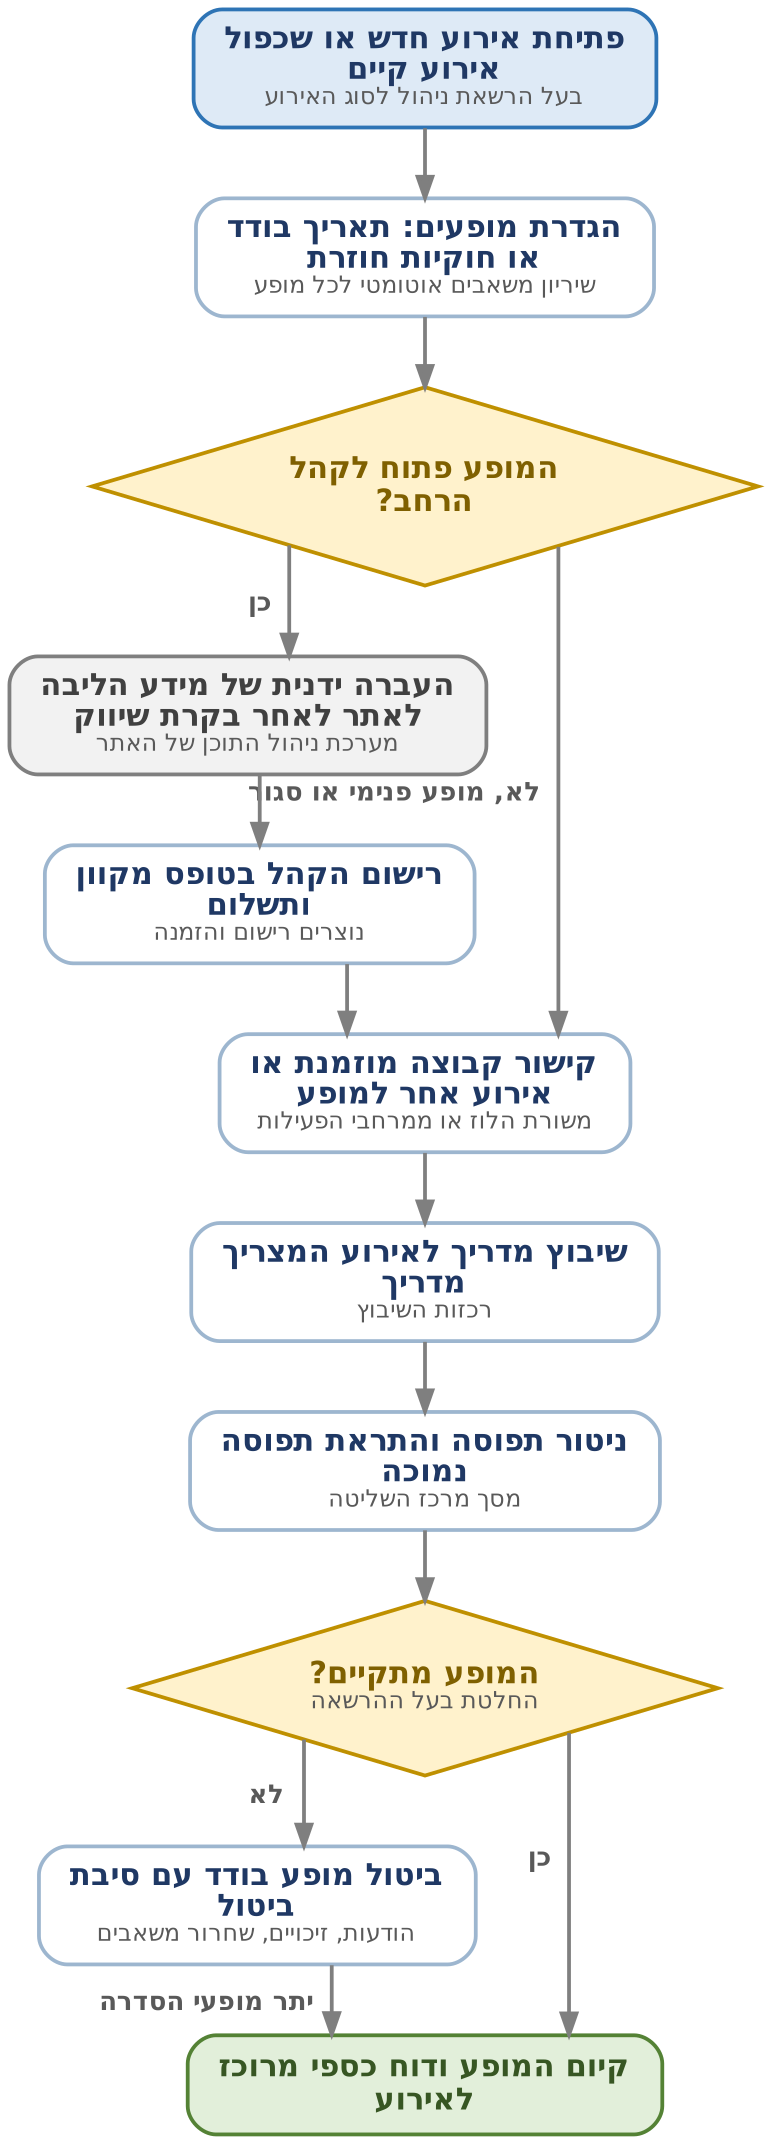 פתיחת אירוע חדש או שכפול
אירוע קיים
בעל הרשאת ניהול לסוג האירוע
הגדרת מופעים: תאריך בודד
או חוקיות חוזרת
שיריון משאבים אוטומטי לכל מופע
המופע פתוח לקהל
הרחב?
כן
העברה ידנית של מידע הליבה
לאתר לאחר בקרת שיווק
מערכת ניהול התוכן של האתר
לא, מופע פנימי או סגור
רישום הקהל בטופס מקוון
ותשלום
נוצרים רישום והזמנה
קישור קבוצה מוזמנת או
אירוע אחר למופע
משורת הלוז או ממרחבי הפעילות
שיבוץ מדריך לאירוע המצריך
מדריך
רכזות השיבוץ
ניטור תפוסה והתראת תפוסה
נמוכה
מסך מרכז השליטה
המופע מתקיים?
החלטת בעל ההרשאה
לא
כן
ביטול מופע בודד עם סיבת
ביטול
הודעות, זיכויים, שחרור משאבים
יתר מופעי הסדרה
קיום המופע ודוח כספי מרוכז
לאירוע